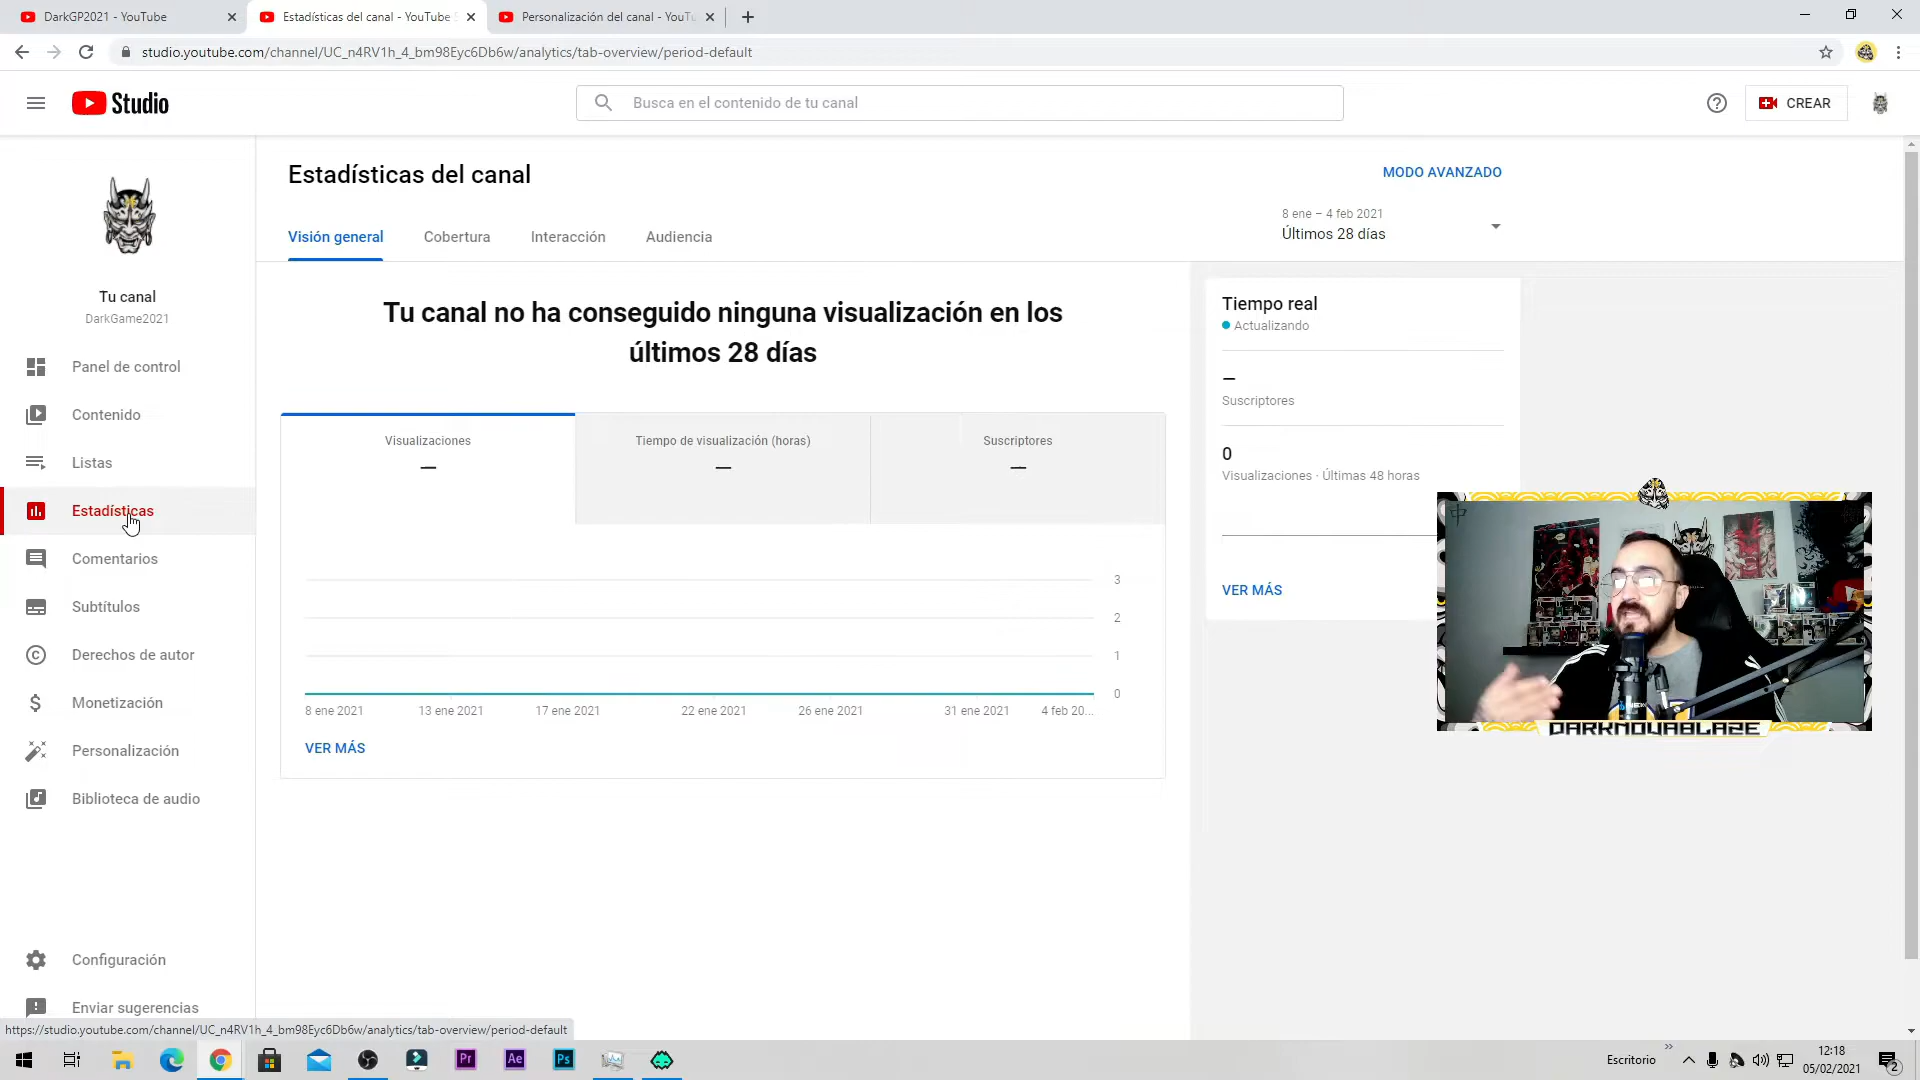 DarkGP2021 - YouTube
Estadísticas del canal - YouTube S
Personalización del canal - YouTu
studio.youtube.com/channel/UC_n4RV1h_4_bm98Eyc6Db6w/analytics/tab-overview/period-default
Studio
Busca en el contenido de tu canal
CREAR
Estadísticas del canal
MODO AVANZADO
8 ene – 4 feb 2021
Últimos 28 días
Visión general
Cobertura
Interacción
Audiencia
Tu canal
DarkGame2021
Panel de control
Contenido
Listas
Estadísticas
Comentarios
Subtítulos
Derechos de autor
Monetización
Personalización
Biblioteca de audio
Configuración
Enviar sugerencias
Tu canal no ha conseguido ninguna visualización en los
últimos 28 días
Visualizaciones
—
Tiempo de visualización (horas)
—
Suscriptores
—
3
2
1
0
8 ene 2021
13 ene 2021
17 ene 2021
22 ene 2021
26 ene 2021
31 ene 2021
4 feb 20...
VER MÁS
Tiempo real
Actualizando
—
Suscriptores
0
Visualizaciones · Últimas 48 horas
VER MÁS
中
DARKNOVABLAZE
https://studio.youtube.com/channel/UC_n4RV1h_4_bm98Eyc6Db6w/analytics/tab-overview/period-default
Pr
Ae
Ps
Escritorio
12:18
05/02/2021
2